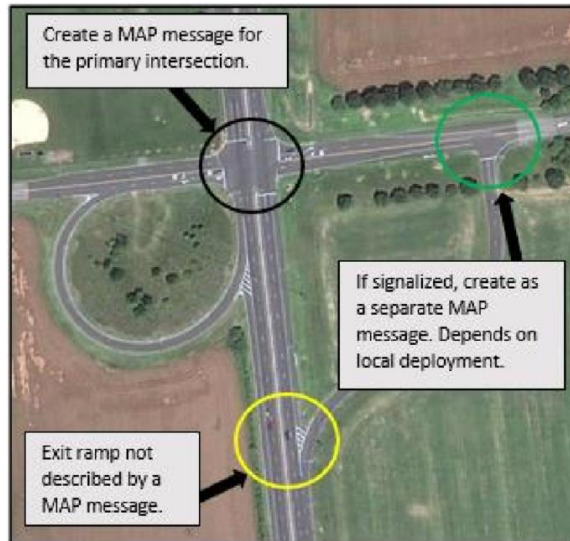 Create a MAP message for
the primary intersection.
If signalized, create as
a separate MAP
message. Depends on
local deployment.
Exit ramp not
described by a
MAP message.